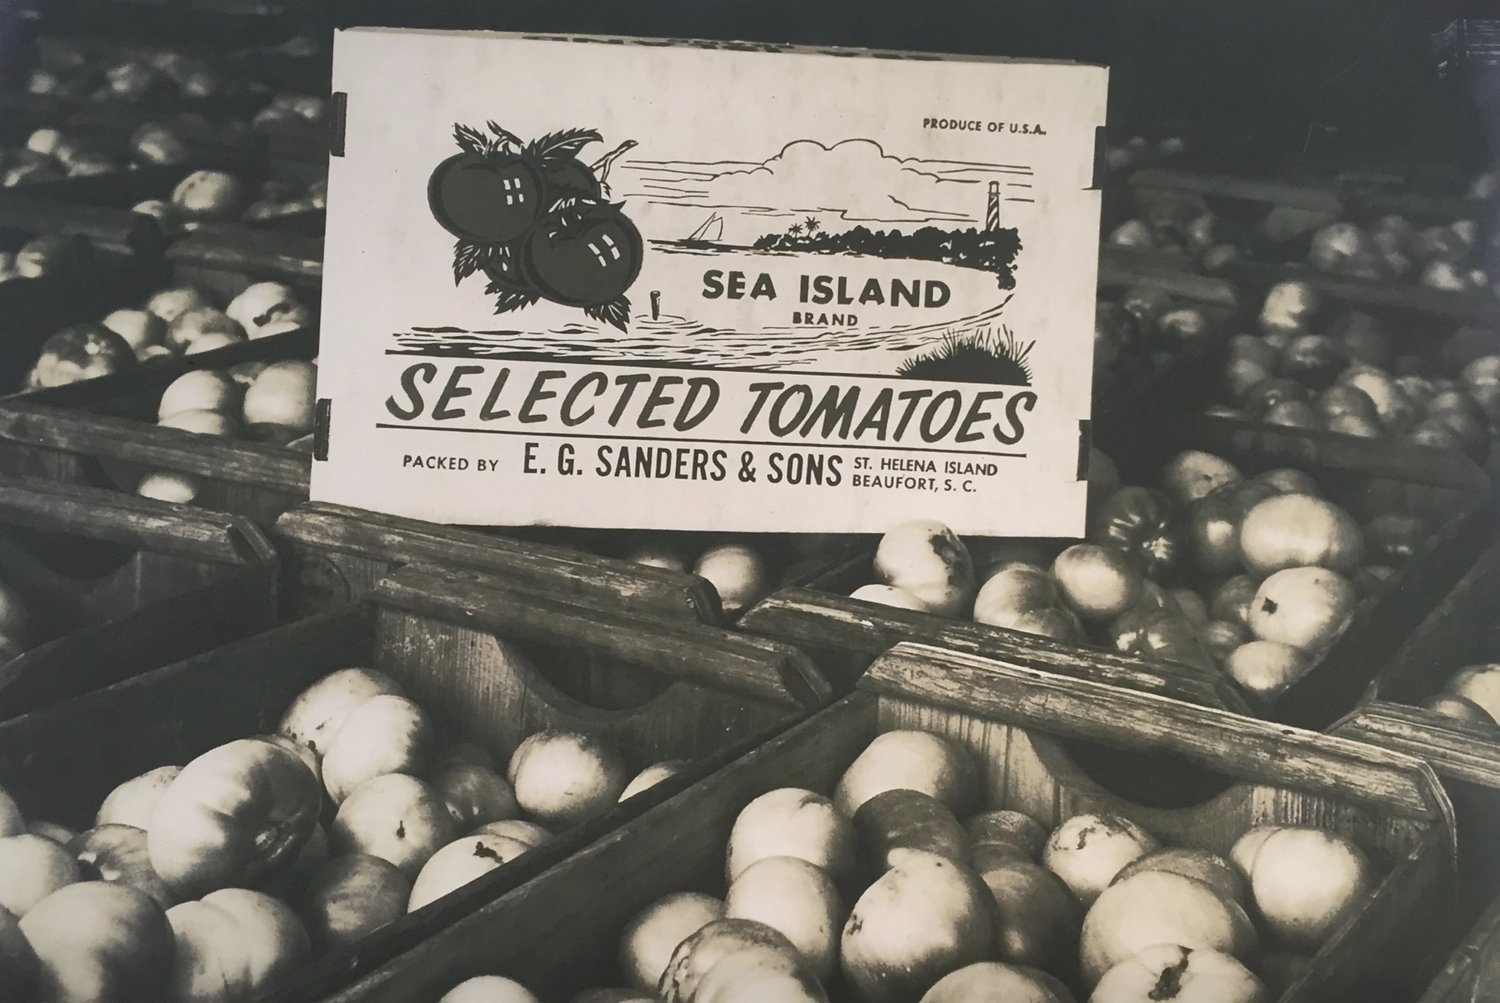 PRODUCE OF U.S.A.
SEA ISLAND
BRAND
SELECTED TOMATOES
PACKED BY E. G. SANDERS & SONS ST. HELENA ISLAND
BEAUFORT, S. C.